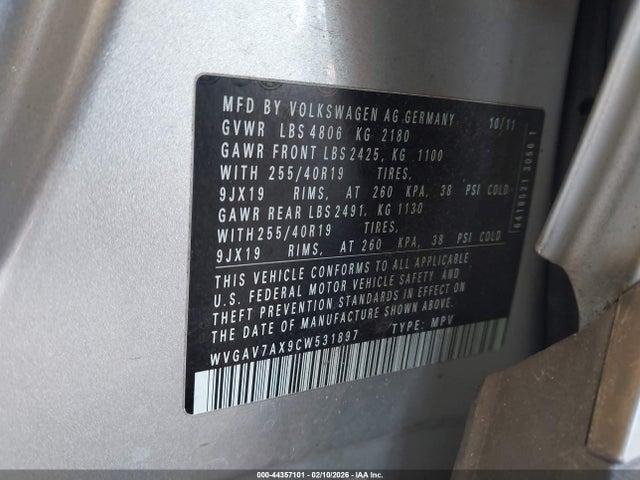 MFD BY VOLKSWAGEN AG GERMANY 10/11
GVWR LBS 4806 KG 2180
GAWR FRONT LBS 2425, KG 1100
WITH 255/40R19 TIRES,
9JX19 RIMS, AT 260 KPA, 38 PSI COLD
GAWR REAR LBS 2491, KG 1130
WITH 255/40R19 TIRES,
9JX19 RIMS, AT 260 KPA, 38 PSI COLD
THIS VEHICLE CONFORMS TO ALL APPLICABLE
U.S. FEDERAL MOTOR VEHICLE SAFETY AND
THEFT PREVENTION STANDARDS IN EFFECT ON
THE DATE OF MANUFACTURE SHOWN ABOVE.
WVGAV7AX9CW531897 TYPE: MPV
000-44357101 - 02/10/2026 - IAA Inc.